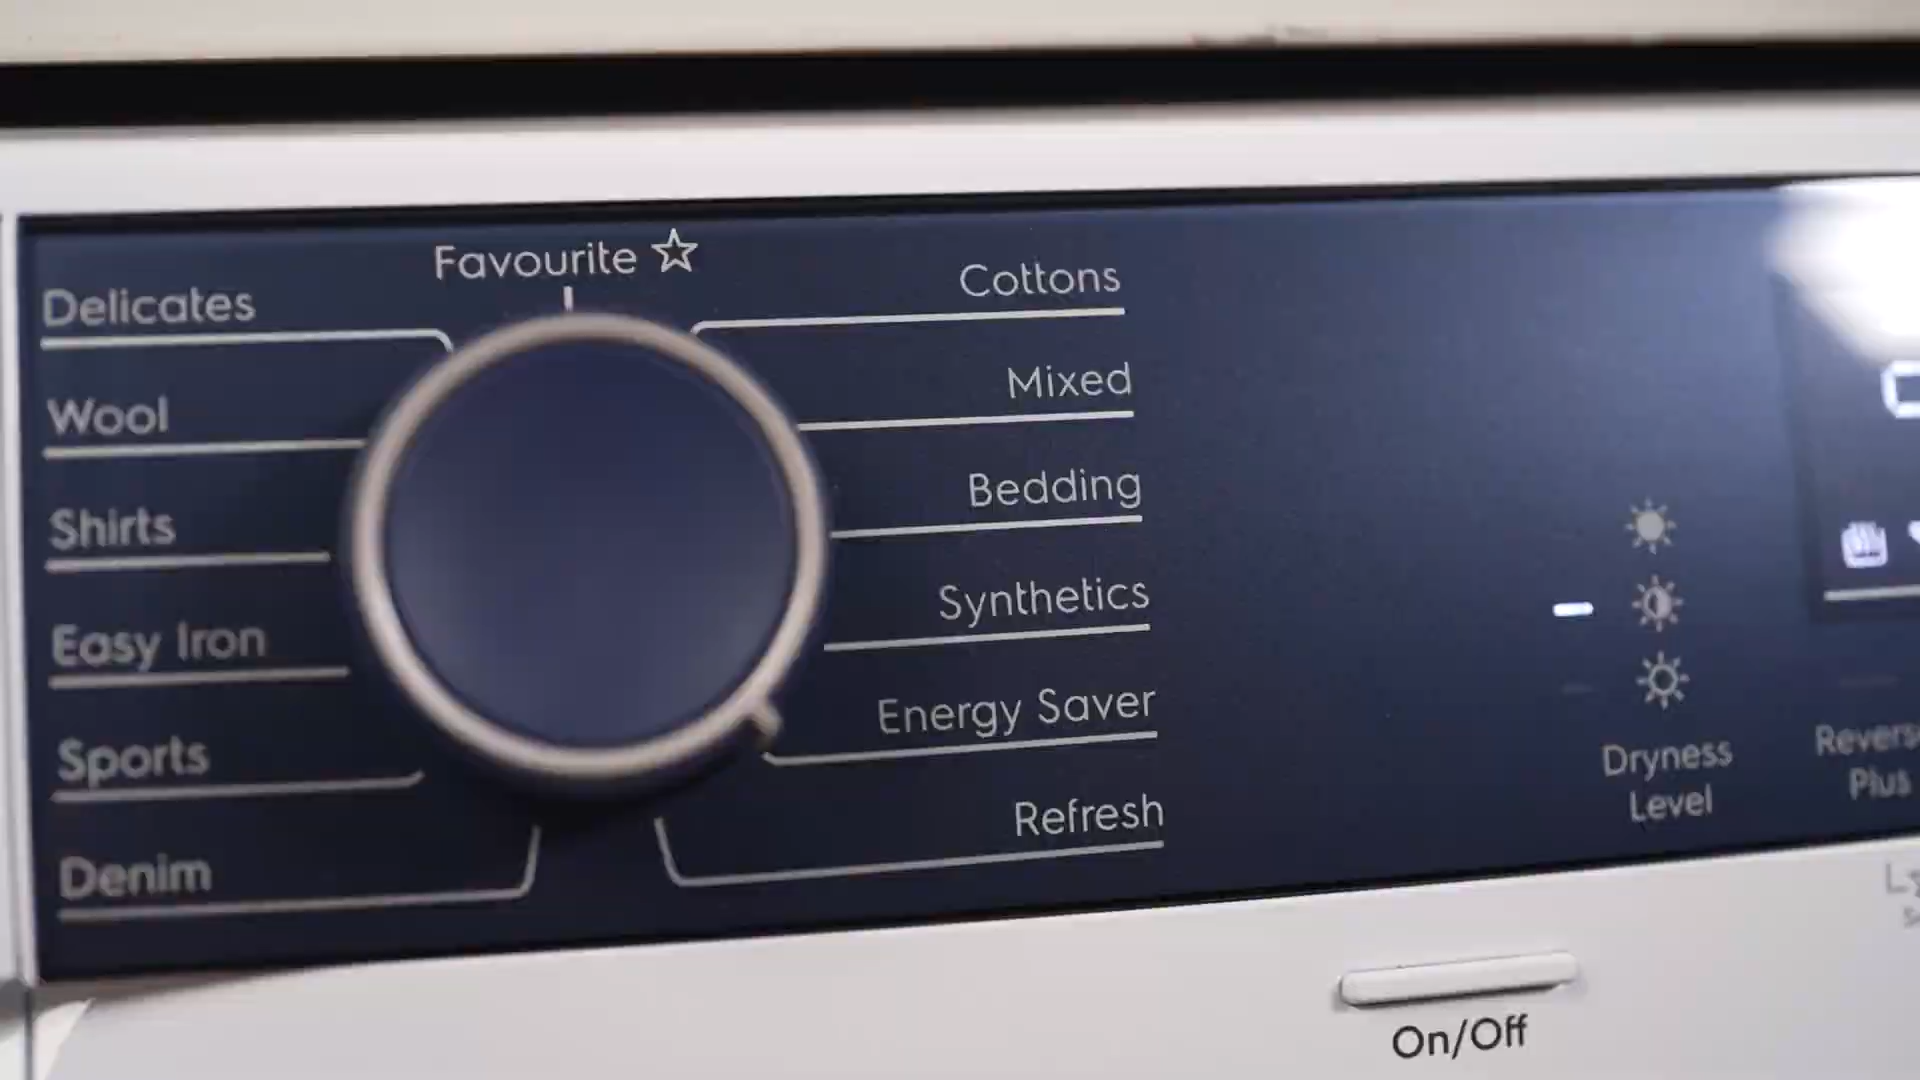 Favourite
Delicates
Wool
Shirts
Easy Iron
Sports
Denim
Cottons
Mixed
Bedding
Synthetics
Energy Saver
Refresh
Dryness
Level
Plus
On/Off